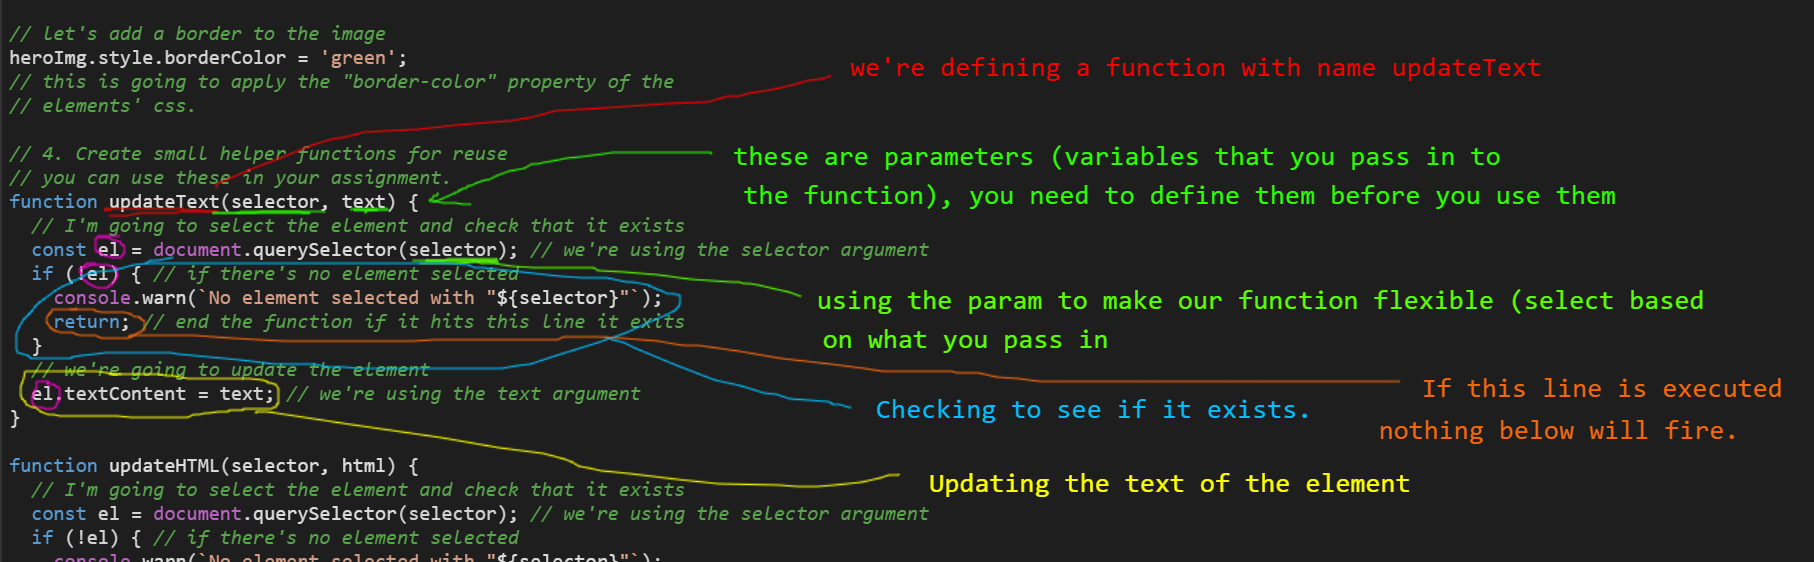 // let's add a border to the image
heroImg.style.borderColor = 'green';
we're defining a function with name updateText
// this is going to apply the "border-color" property of the
// elements' css.
// 4. Create small helper functions for reuse
these are parameters (variables that you pass in to
// you can use these in your assignment.
the function), you need to define them before you use them
function updateText(selector, text) {
// I'm going to select the element and check that it exists
const el = document.querySelector(selector); // we're using the selector argument
if (!el) { // if there's no element selected
console.warn(`No element selected with "${selector}"`);
using the param to make our function flexible (select based
return; // end the function if it hits this line it exits
on what you pass in
}
// we're going to update the element
If this line is executed
el.textContent = text; // we're using the text argument
Checking to see if it exists.
}
nothing below will fire.
function updateHTML(selector, html) {
Updating the text of the element
// I'm going to select the element and check that it exists
const el = document.querySelector(selector); // we're using the selector argument
if (!el) { // if there's no element selected
console.warn(`No element selected with "${selector}"`);